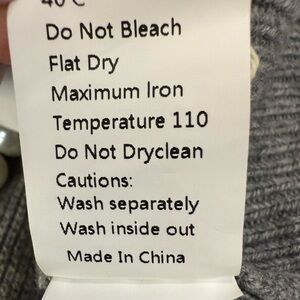 40 C
Do Not Bleach
Flat Dry
Maximum Iron
Temperature 110
Do Not Dryclean
Cautions:
Wash separately
Wash inside out
Made In China